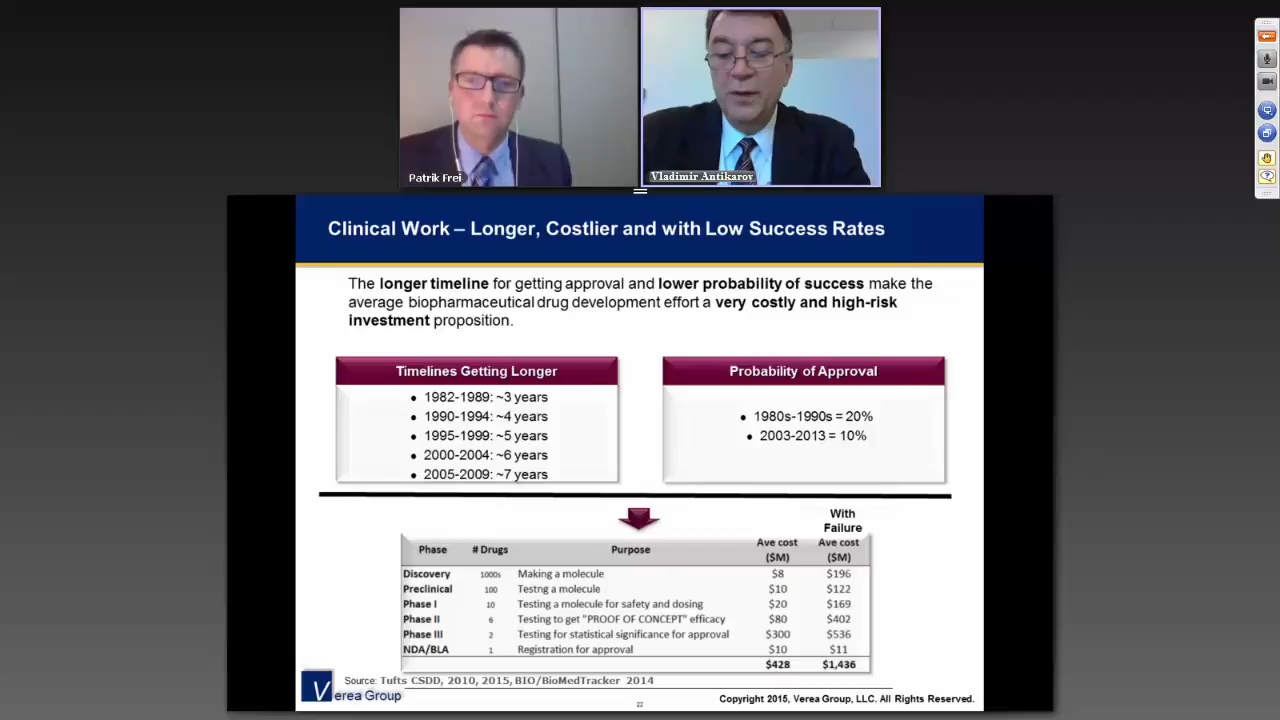 Patrik Frei
Vladimir Antikarov
Clinical Work – Longer, Costlier and with Low Success Rates
The longer timeline for getting approval and lower probability of success make the
average biopharmaceutical drug development effort a very costly and high-risk
investment proposition.
Timelines Getting Longer
• 1982-1989: ~3 years
• 1990-1994: ~4 years
• 1995-1999: ~5 years
• 2000-2004: ~6 years
• 2005-2009: ~7 years
Probability of Approval
• 1980s-1990s = 20%
• 2003-2013 = 10%
With
Failure
Phase # Drugs Purpose Ave cost ($M) Ave cost ($M)
Discovery 1000s Making a molecule $8 $196
Preclinical 100 Testng a molecule $10 $122
Phase I 10 Testing a molecule for safety and dosing $20 $169
Phase II 6 Testing to get "PROOF OF CONCEPT" efficacy $80 $402
Phase III 2 Testing for statistical significance for approval $300 $536
NDA/BLA 1 Registration for approval $10 $11
$428 $1,436
Source: Tufts CSDD, 2010, 2015, BIO/BioMedTracker 2014
Verea Group
Copyright 2015, Verea Group, LLC. All Rights Reserved.
22